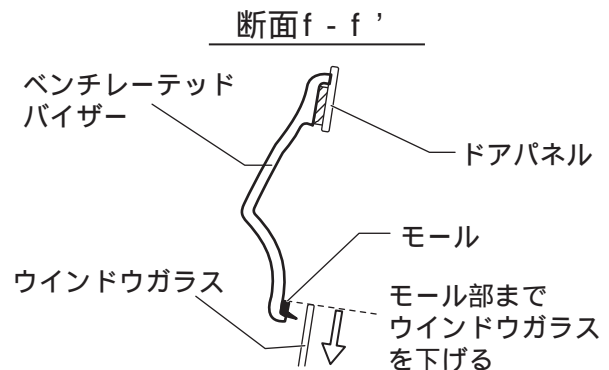 断面f - f ’
ベンチレーテッド
バイザー
ドアパネル
モール
ウインドウガラス
モール部まで
ウインドウガラス
を下げる